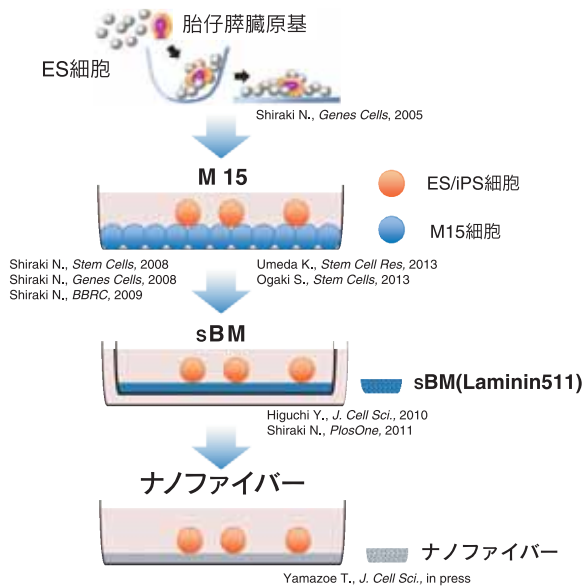 胎仔膵臓原基
ES細胞
Shiraki N., Genes Cells, 2005
M 15
ES/iPS細胞
M15細胞
Shiraki N., Stem Cells, 2008
Shiraki N., Genes Cells, 2008
Shiraki N., BBRC, 2009
Umeda K., Stem Cell Res, 2013
Ogaki S., Stem Cells, 2013
sBM
sBM(Laminin511)
Higuchi Y., J. Cell Sci., 2010
Shiraki N., PlosOne, 2011
ナノファイバー
ナノファイバー
Yamazoe T., J. Cell Sci., in press